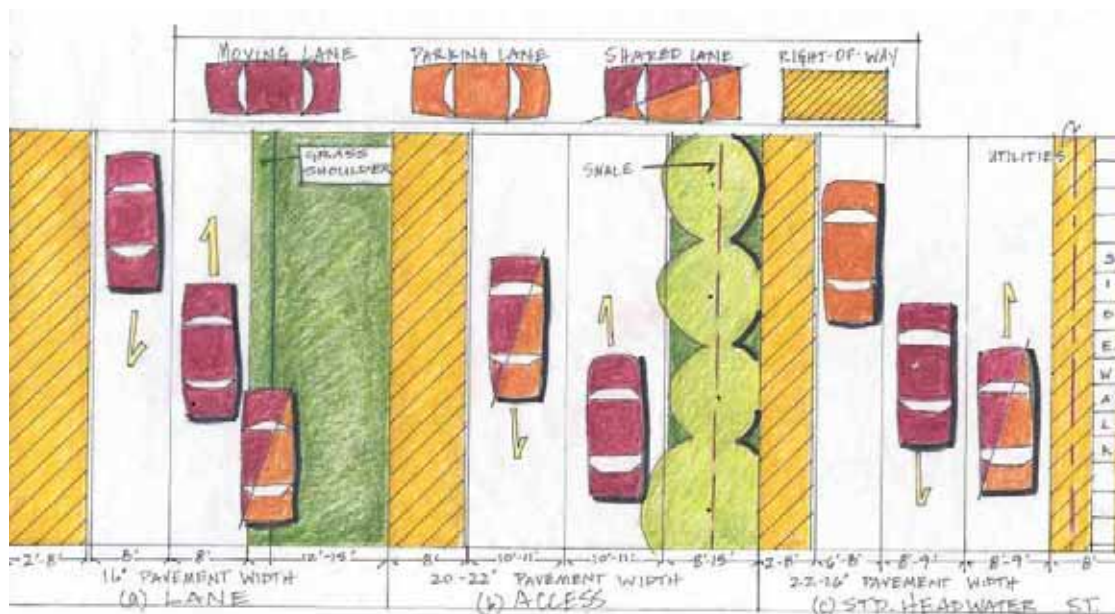 MOVING LANE PARKING LANE SHARED LANE RIGHT-OF-WAY
GRASS
SHOULDER
SWALE
UTILITIES
SIDEWALK
2'-8' 8' 8' 12'-15' 8' 10'-11' 10'-11' 8'-15' 2-8' 6'-8' 8'-9' 8'-9' 8'
16' PAVEMENT WIDTH 20-22' PAVEMENT WIDTH 22-26' PAVEMENT WIDTH
(a) LANE (b) ACCESS (c) STD. HEADWATER ST.